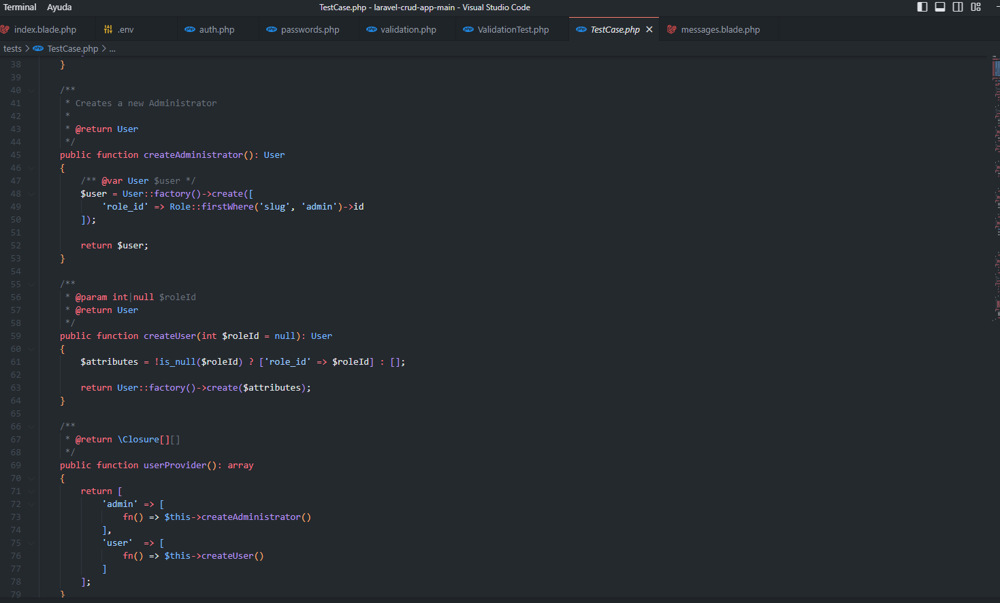 Terminal Ayuda TestCase.php - laravel-crud-app-main - Visual Studio Code
index.blade.php .env auth.php passwords.php validation.php ValidationTest.php TestCase.php messages.blade.php
tests > TestCase.php > ...
38 }
39
40 /**
41 * Creates a new Administrator
42 *
43 * @return User
44 */
45 public function createAdministrator(): User
46 {
47 /** @var User $user */
48 $user = User::factory()->create([
49 'role_id' => Role::firstWhere('slug', 'admin')->id
50 ]);
51
52 return $user;
53 }
54
55 /**
56 * @param int|null $roleId
57 * @return User
58 */
59 public function createUser(int $roleId = null): User
60 {
61 $attributes = !is_null($roleId) ? ['role_id' => $roleId] : [];
62
63 return User::factory()->create($attributes);
64 }
65
66 /**
67 * @return \Closure[][]
68 */
69 public function userProvider(): array
70 {
71 return [
72 'admin' => [
73 fn() => $this->createAdministrator()
74 ],
75 'user' => [
76 fn() => $this->createUser()
77 ]
78 ];
79 }